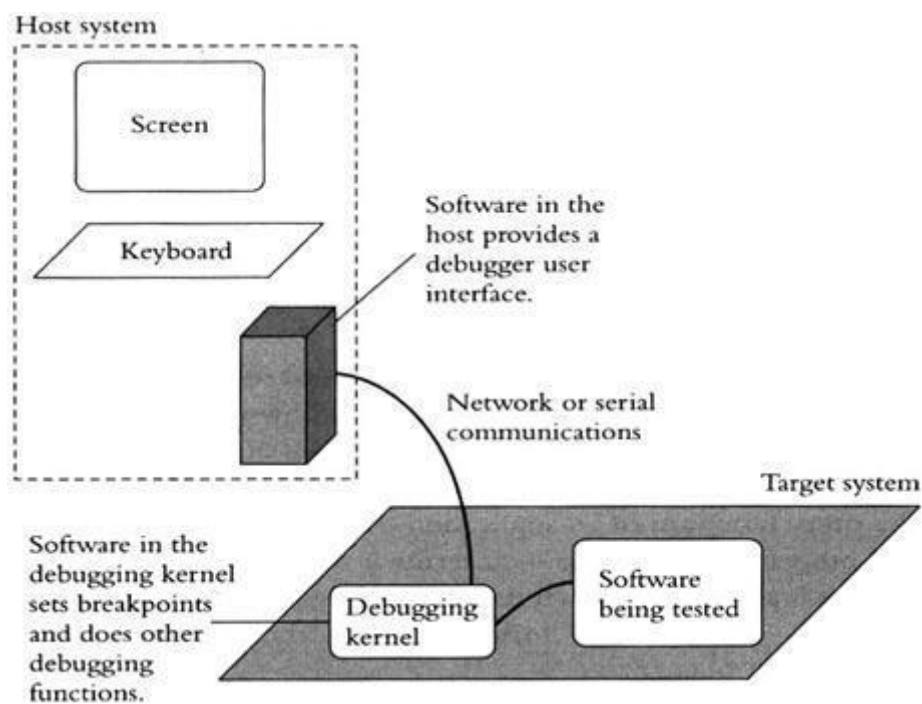 Host system
Screen
Keyboard
Software in the
host provides a
debugger user
interface.
Network or serial
communications
Target system
Software in the
debugging kernel
sets breakpoints
and does other
debugging
functions.
Debugging
kernel
Software
being tested